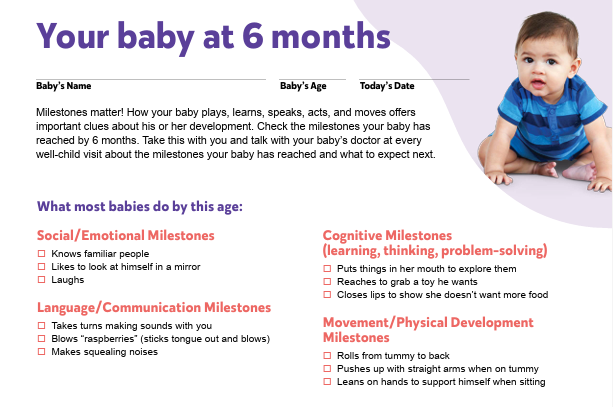 Your baby at 6 months
Baby's Name
Baby's Age
Today's Date
Milestones matter! How your baby plays, learns, speaks, acts, and moves offers
important clues about his or her development. Check the milestones your baby has
reached by 6 months. Take this with you and talk with your baby's doctor at every
well-child visit about the milestones your baby has reached and what to expect next.
What most babies do by this age:
Social/Emotional Milestones
Knows familiar people
Likes to look at himself in a mirror
Laughs
Language/Communication Milestones
Takes turns making sounds with you
Blows “raspberries” (sticks tongue out and blows)
Makes squealing noises
Cognitive Milestones
(learning, thinking, problem-solving)
Puts things in her mouth to explore them
Reaches to grab a toy he wants
Closes lips to show she doesn't want more food
Movement/Physical Development
Milestones
Rolls from tummy to back
Pushes up with straight arms when on tummy
Leans on hands to support himself when sitting